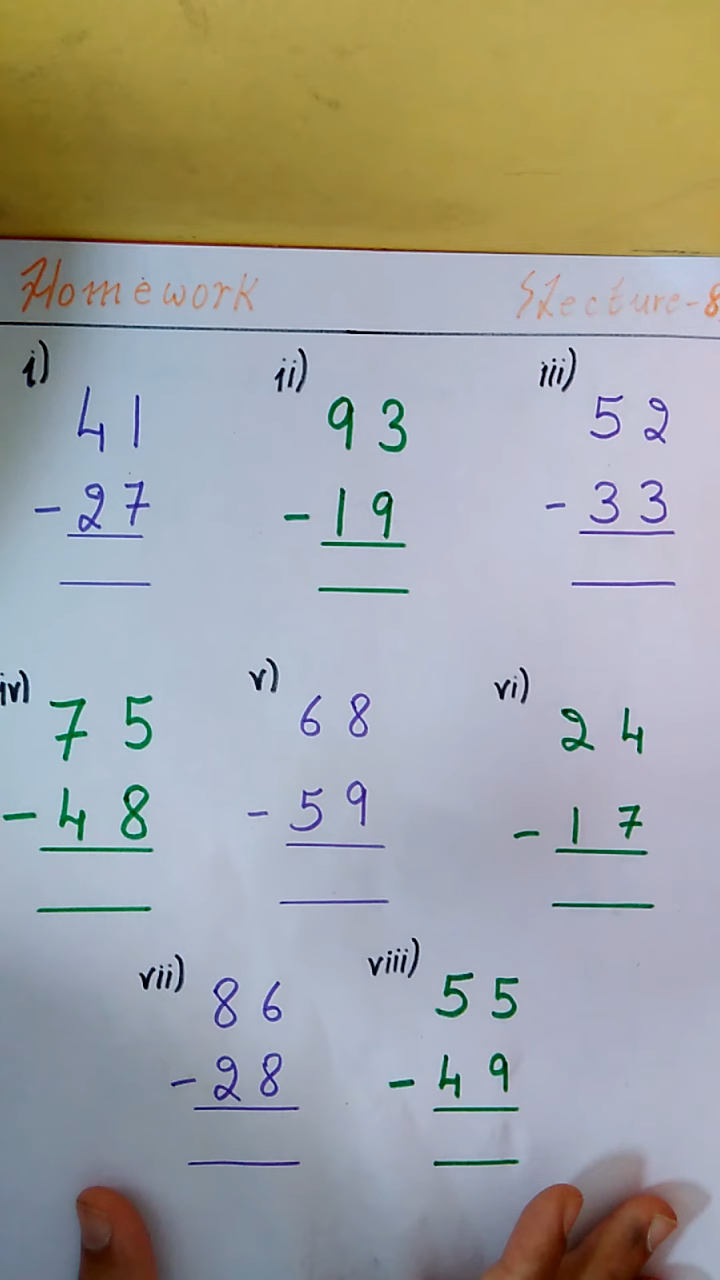 Homework Lecture-8
i) ii) iii)
41 93 52
-27 -19 -33
iv) v) vi)
75 68 24
-48 -59 -17
vii) viii)
86 55
-28 -49